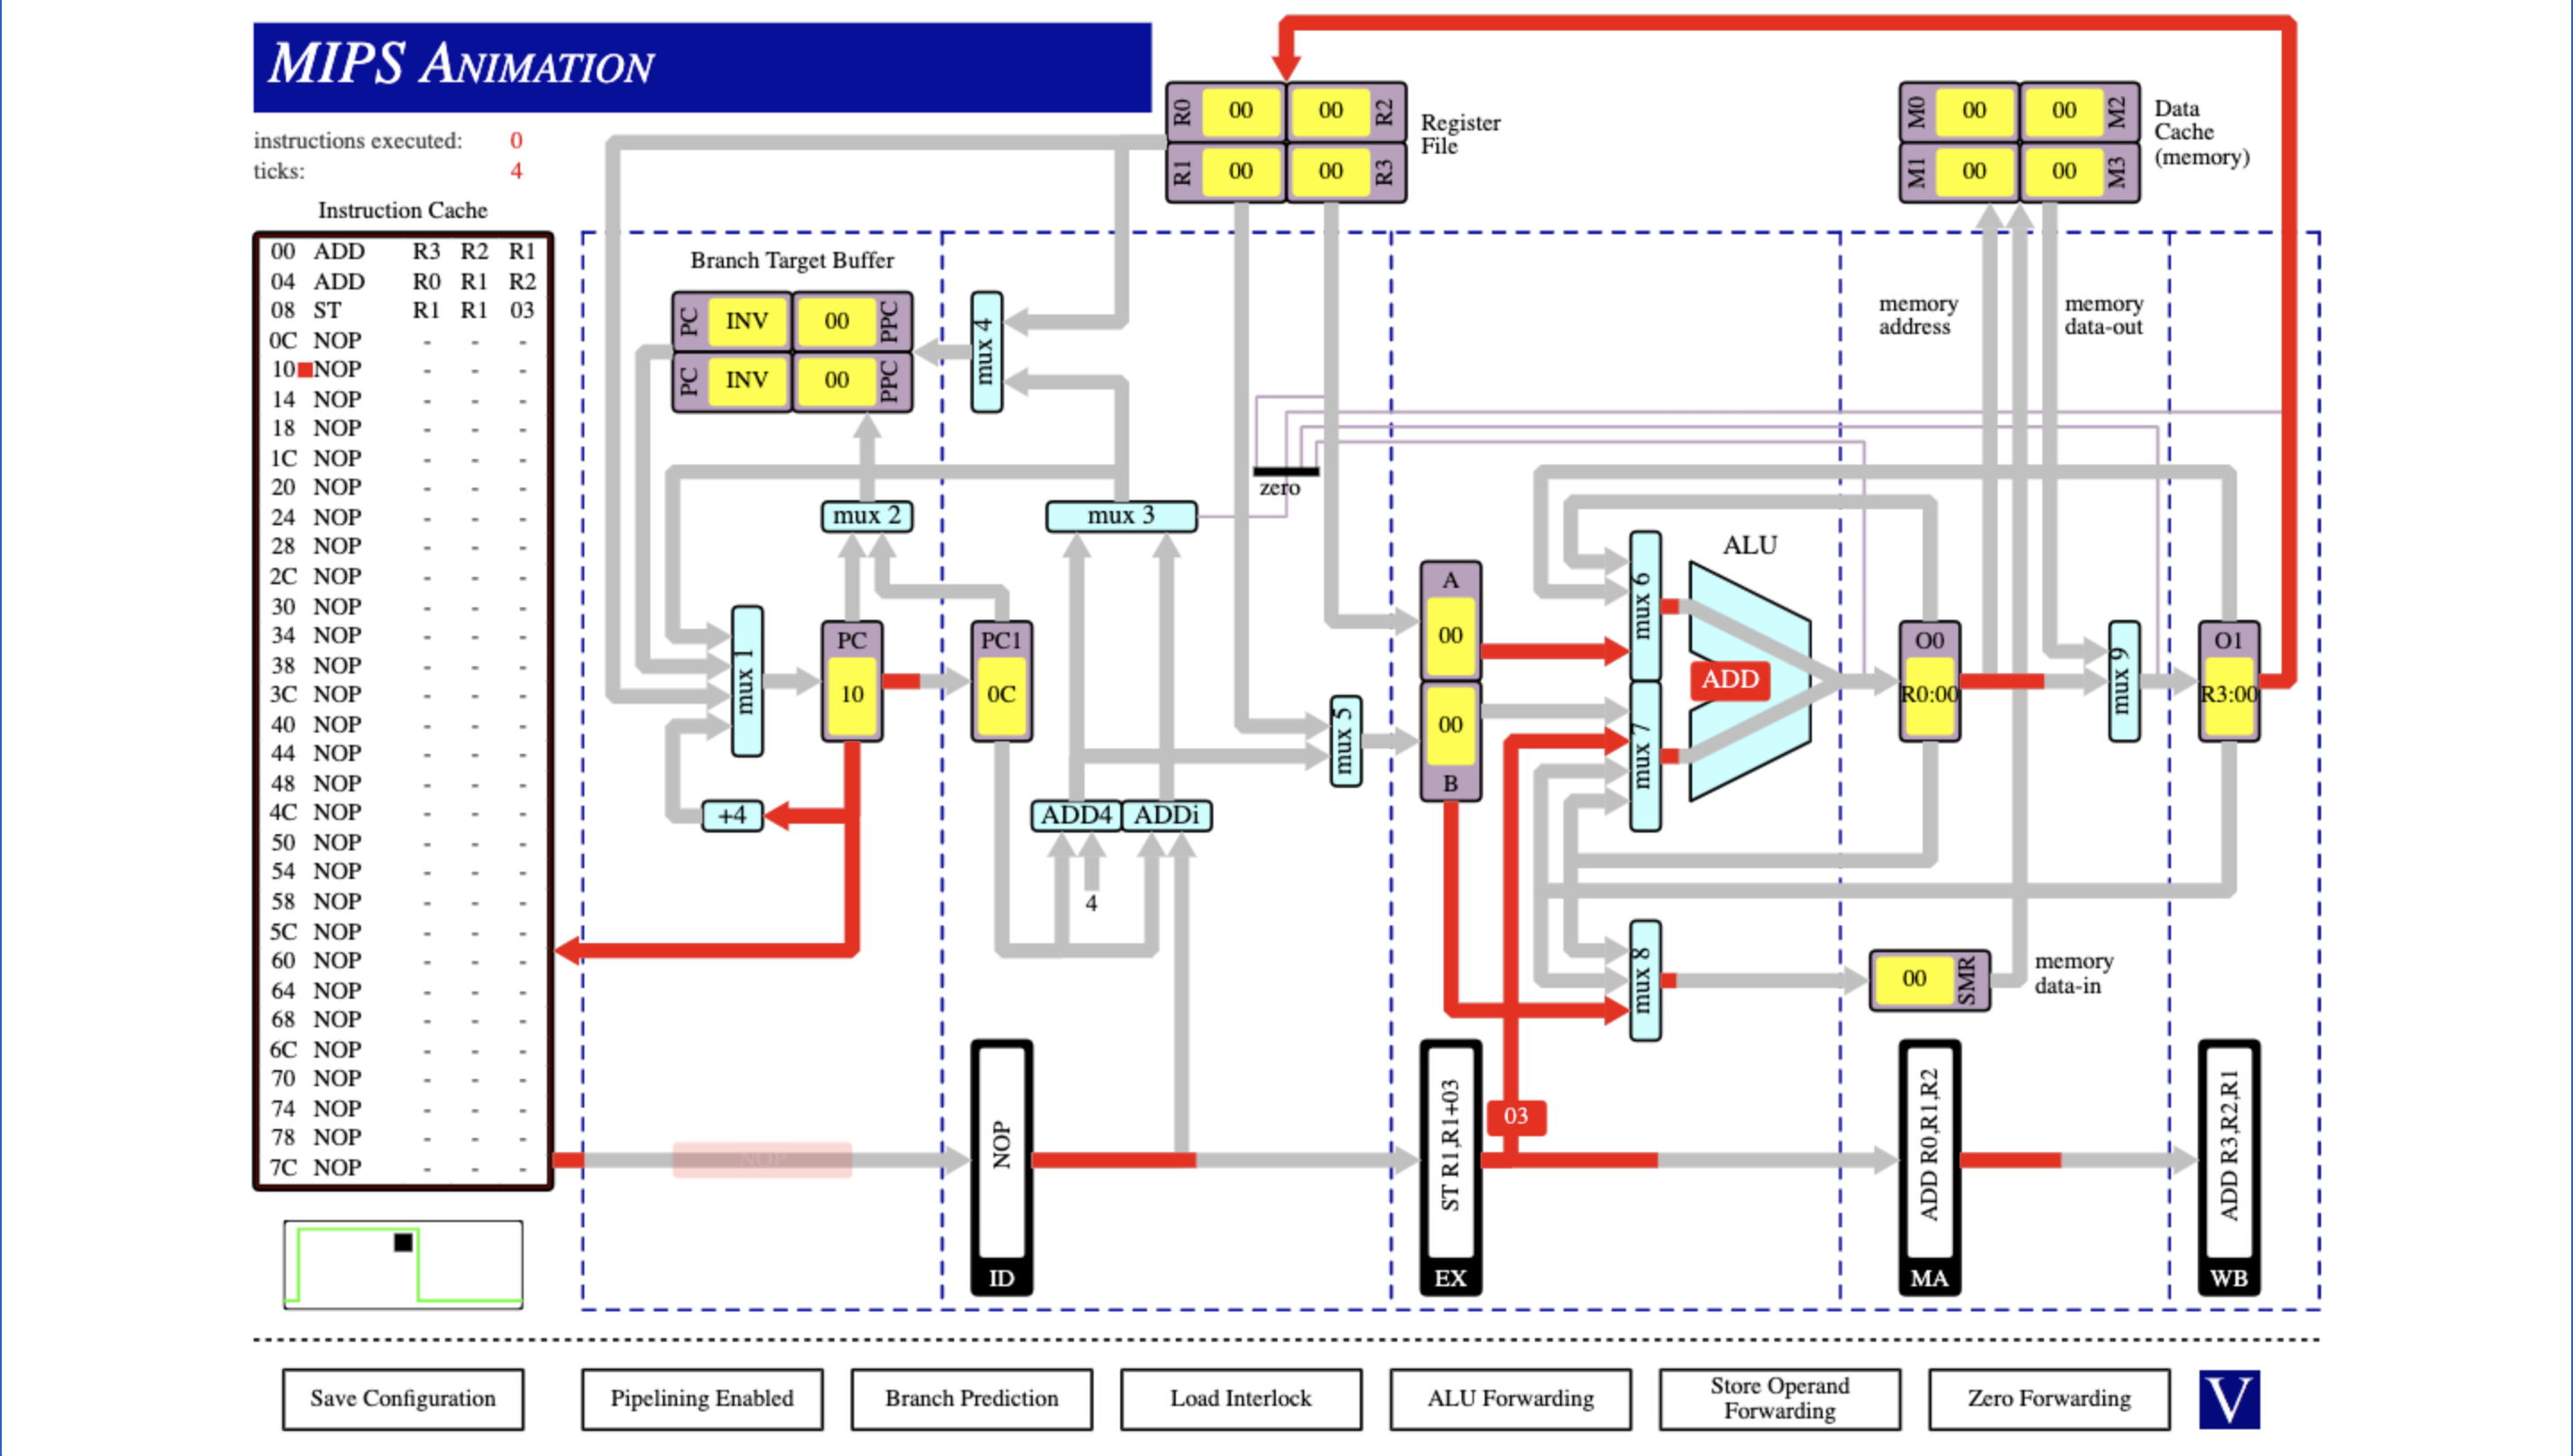 MIPS ANIMATION
instructions executed: 0
ticks: 4
Instruction Cache
00 ADD R3 R2 R1
04 ADD R0 R1 R2
08 ST R1 R1 03
0C NOP - - -
10 NOP - - -
14 NOP - - -
18 NOP - - -
1C NOP - - -
20 NOP - - -
24 NOP - - -
28 NOP - - -
2C NOP - - -
30 NOP - - -
34 NOP - - -
38 NOP - - -
3C NOP - - -
40 NOP - - -
44 NOP - - -
48 NOP - - -
4C NOP - - -
50 NOP - - -
54 NOP - - -
58 NOP - - -
5C NOP - - -
60 NOP - - -
64 NOP - - -
68 NOP - - -
6C NOP - - -
70 NOP - - -
74 NOP - - -
78 NOP - - -
7C NOP - - -
R0 00 00 R2
R1 00 00 R3
Register
File
M0 00 00 M2
M1 00 00 M3
Data
Cache
(memory)
Branch Target Buffer
PC INV 00 PPC
PC INV 00 PPC
mux 4
memory
address
memory
data-out
zero
mux 2
mux 3
mux 1
PC
10
PC1
0C
+4
ADD4
ADDi
4
mux 5
A
00
00
B
mux 6
mux 7
ALU
ADD
O0
R0:00
mux 9
O1
R3:00
mux 8
00 SMR
memory
data-in
03
NOP
NOP
ID
ST R1,R1+03
EX
ADD R0,R1,R2
MA
ADD R3,R2,R1
WB
Save Configuration
Pipelining Enabled
Branch Prediction
Load Interlock
ALU Forwarding
Store Operand
Forwarding
Zero Forwarding
V